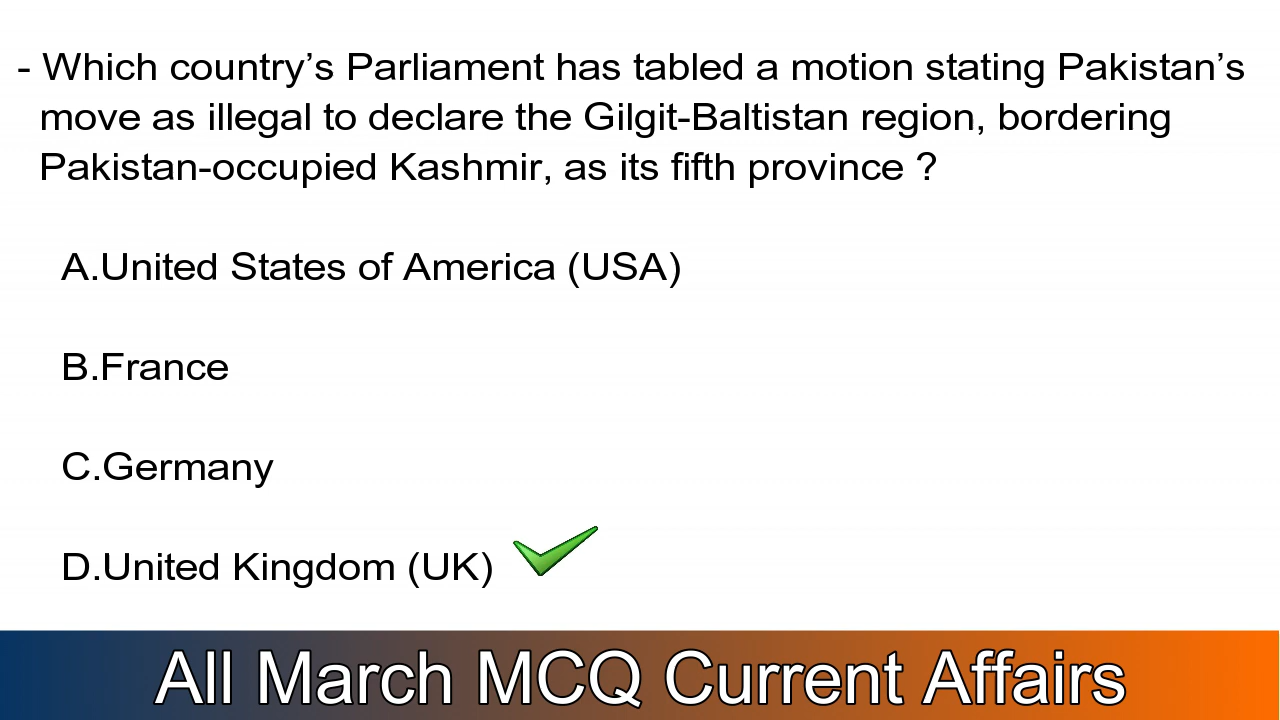 - Which country’s Parliament has tabled a motion stating Pakistan’s
move as illegal to declare the Gilgit-Baltistan region, bordering
Pakistan-occupied Kashmir, as its fifth province ?
A.United States of America (USA)
B.France
C.Germany
D.United Kingdom (UK)
All March MCQ Current Affairs